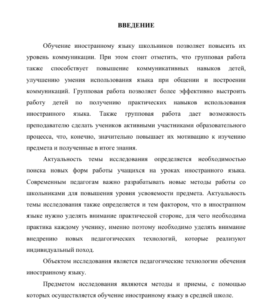 ВВЕДЕНИЕ
Обучение иностранному языку школьников позволяет повысить их
уровень коммуникации. При этом стоит отметить, что групповая работа
также способствует повышение коммуникативных навыков детей,
улучшению умения использования языка при общении и построении
коммуникаций. Групповая работа позволяет более эффективно выстроить
работу детей по получению практических навыков использования
иностранного языка. Также групповая работа дает возможность
преподавателю сделать учеников активными участниками образовательного
процесса, что, конечно, значительно повышает их мотивацию к изучению
предмета и полученные в итоге знания.
Актуальность темы исследования определяется необходимостью
поиска новых форм работы учащихся на уроках иностранного языка.
Современным педагогам важно разрабатывать новые методы работы со
школьниками для повышения уровня усвояемости предмета. Актуальность
темы исследования также определяется и тем фактором, что в иностранном
языке нужно уделять внимание практической стороне, для чего необходима
практика каждому ученику, именно поэтому необходимо уделять внимание
внедрению новых педагогических технологий, которые реализуют
индивидуальный поход.
Объектом исследования является педагогические технологии обучения
иностранному языку.
Предметом исследования являются методы и приемы, с помощью
которых осуществляется обучение иностранному в средней школе.